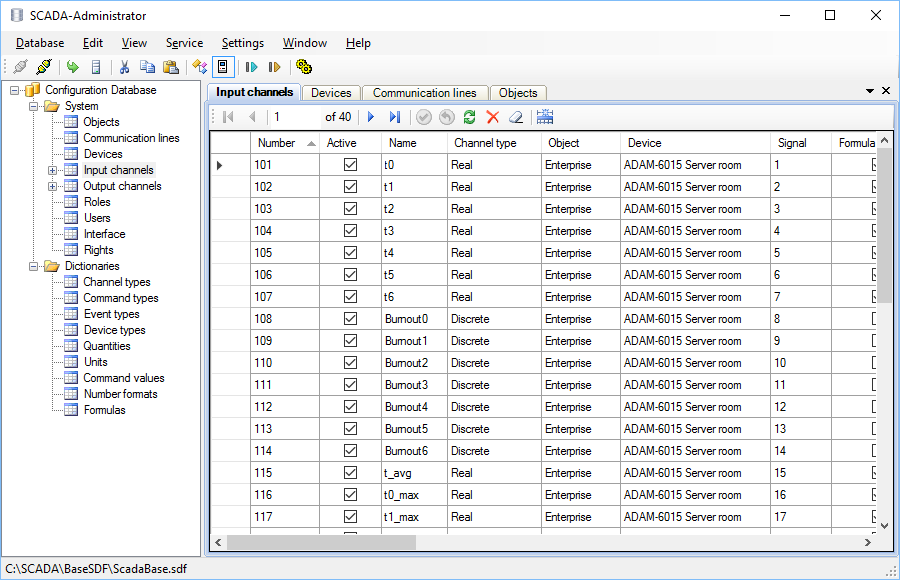 SCADA-Administrator
Database Edit View Service Settings Window Help
Configuration Database
System
Objects
Communication lines
Devices
Input channels
Output channels
Roles
Users
Interface
Rights
Dictionaries
Channel types
Command types
Event types
Device types
Quantities
Units
Command values
Number formats
Formulas
Input channels Devices Communication lines Objects
1 of 40
Number Active Name Channel type Object Device Signal Formula
101 t0 Real Enterprise ADAM-6015 Server room 1
102 t1 Real Enterprise ADAM-6015 Server room 2
103 t2 Real Enterprise ADAM-6015 Server room 3
104 t3 Real Enterprise ADAM-6015 Server room 4
105 t4 Real Enterprise ADAM-6015 Server room 5
106 t5 Real Enterprise ADAM-6015 Server room 6
107 t6 Real Enterprise ADAM-6015 Server room 7
108 Burnout0 Discrete Enterprise ADAM-6015 Server room 8
109 Burnout1 Discrete Enterprise ADAM-6015 Server room 9
110 Burnout2 Discrete Enterprise ADAM-6015 Server room 10
111 Burnout3 Discrete Enterprise ADAM-6015 Server room 11
112 Burnout4 Discrete Enterprise ADAM-6015 Server room 12
113 Burnout5 Discrete Enterprise ADAM-6015 Server room 13
114 Burnout6 Discrete Enterprise ADAM-6015 Server room 14
115 t_avg Real Enterprise ADAM-6015 Server room 15
116 t0_max Real Enterprise ADAM-6015 Server room 16
117 t1_max Real Enterprise ADAM-6015 Server room 17
C:\SCADA\BaseSDF\ScadaBase.sdf